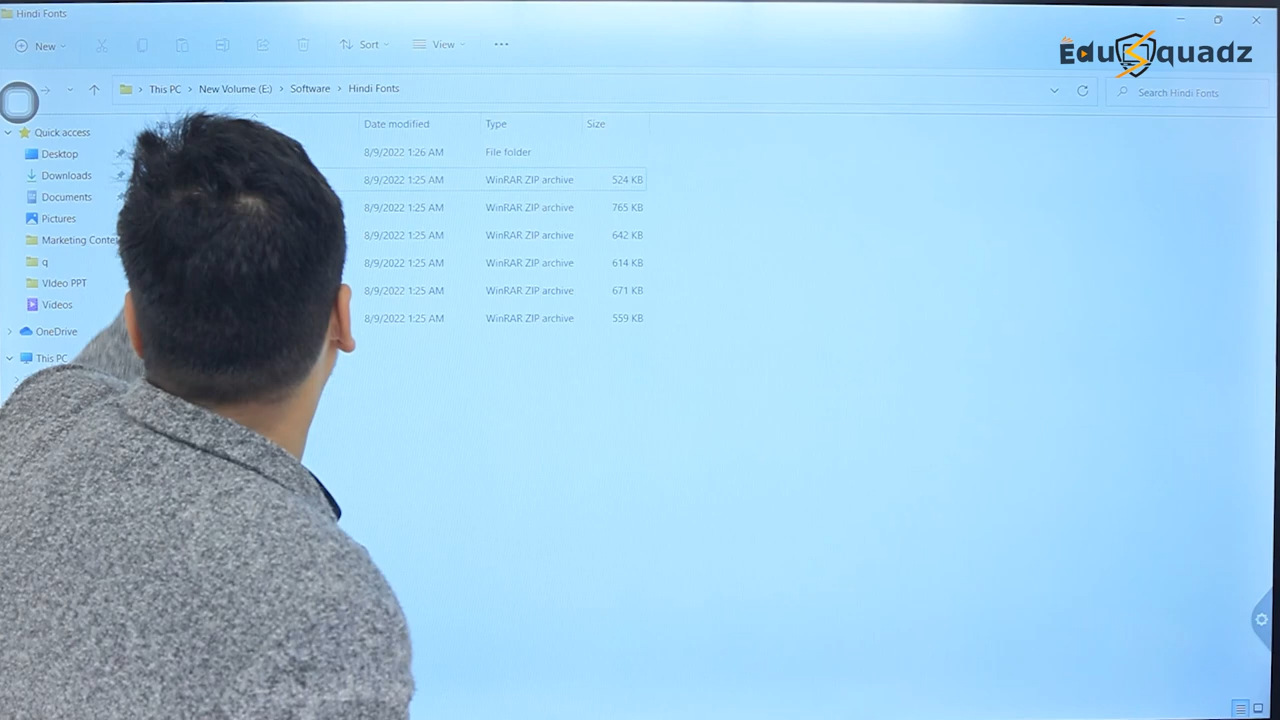 Hindi Fonts
New
Sort
View
EduSquadz
This PC
New Volume (E:)
Software
Hindi Fonts
Search Hindi Fonts
Quick access
Date modified
Type
Size
Desktop
8/9/2022 1:26 AM
File folder
Downloads
8/9/2022 1:25 AM
WinRAR ZIP archive
524 KB
Documents
8/9/2022 1:25 AM
WinRAR ZIP archive
765 KB
Pictures
Marketing Conte
8/9/2022 1:25 AM
WinRAR ZIP archive
642 KB
q
8/9/2022 1:25 AM
WinRAR ZIP archive
614 KB
VIdeo PPT
8/9/2022 1:25 AM
WinRAR ZIP archive
671 KB
Videos
8/9/2022 1:25 AM
WinRAR ZIP archive
559 KB
OneDrive
This PC